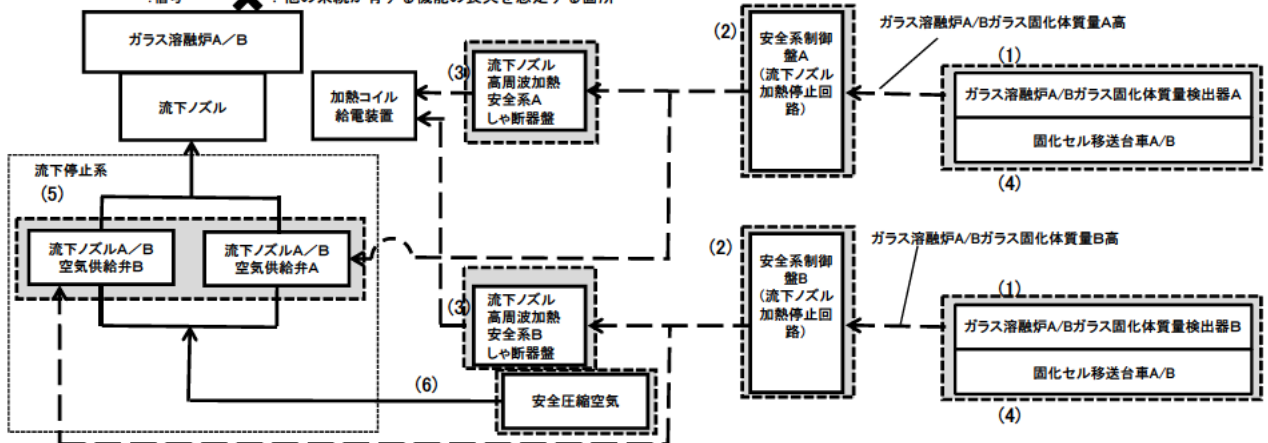 ：他の系統が有する機能の喪失を想定する箇所
ガラス溶融炉A／B
流下ノズル
加熱コイル
給電装置
(3)
流下ノズル
高周波加熱
安全系A
しゃ断器盤
(2)
安全系制御
盤A
(流下ノズル
加熱停止回
路)
ガラス溶融炉A/Bガラス固化体質量A高
(1)
ガラス溶融炉A/Bガラス固化体質量検出器A
固化セル移送台車A/B
(4)
流下停止系
(5)
流下ノズルA／B
空気供給弁B
流下ノズルA／B
空気供給弁A
(3)
流下ノズル
高周波加熱
安全系B
しゃ断器盤
(2)
安全系制御
盤B
(流下ノズル
加熱停止回
路)
ガラス溶融炉A/Bガラス固化体質量B高
(1)
ガラス溶融炉A/Bガラス固化体質量検出器B
固化セル移送台車A/B
(4)
(6)
安全圧縮空気